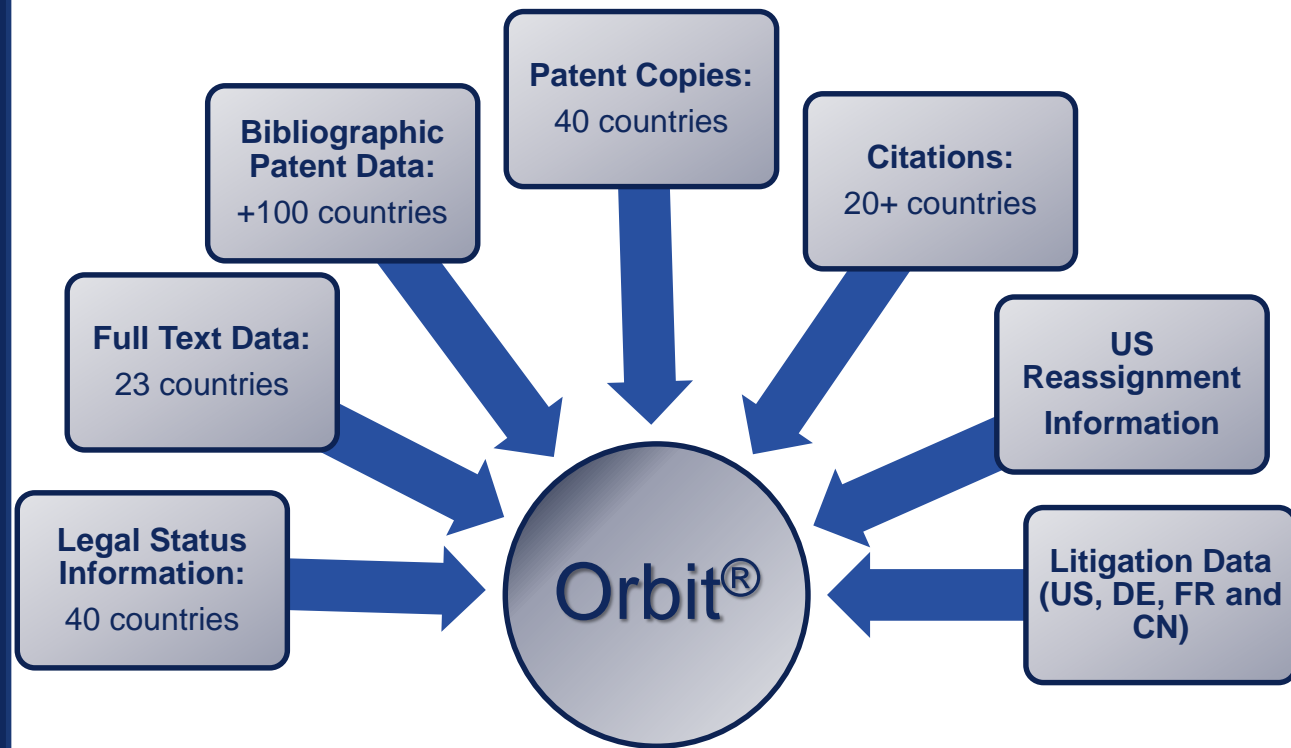 Patent Copies:
40 countries
Bibliographic
Patent Data:
+100 countries
Citations:
20+ countries
Full Text Data:
23 countries
US
Reassignment
Information
Legal Status
Information:
40 countries
Orbit®
Litigation Data
(US, DE, FR and
CN)